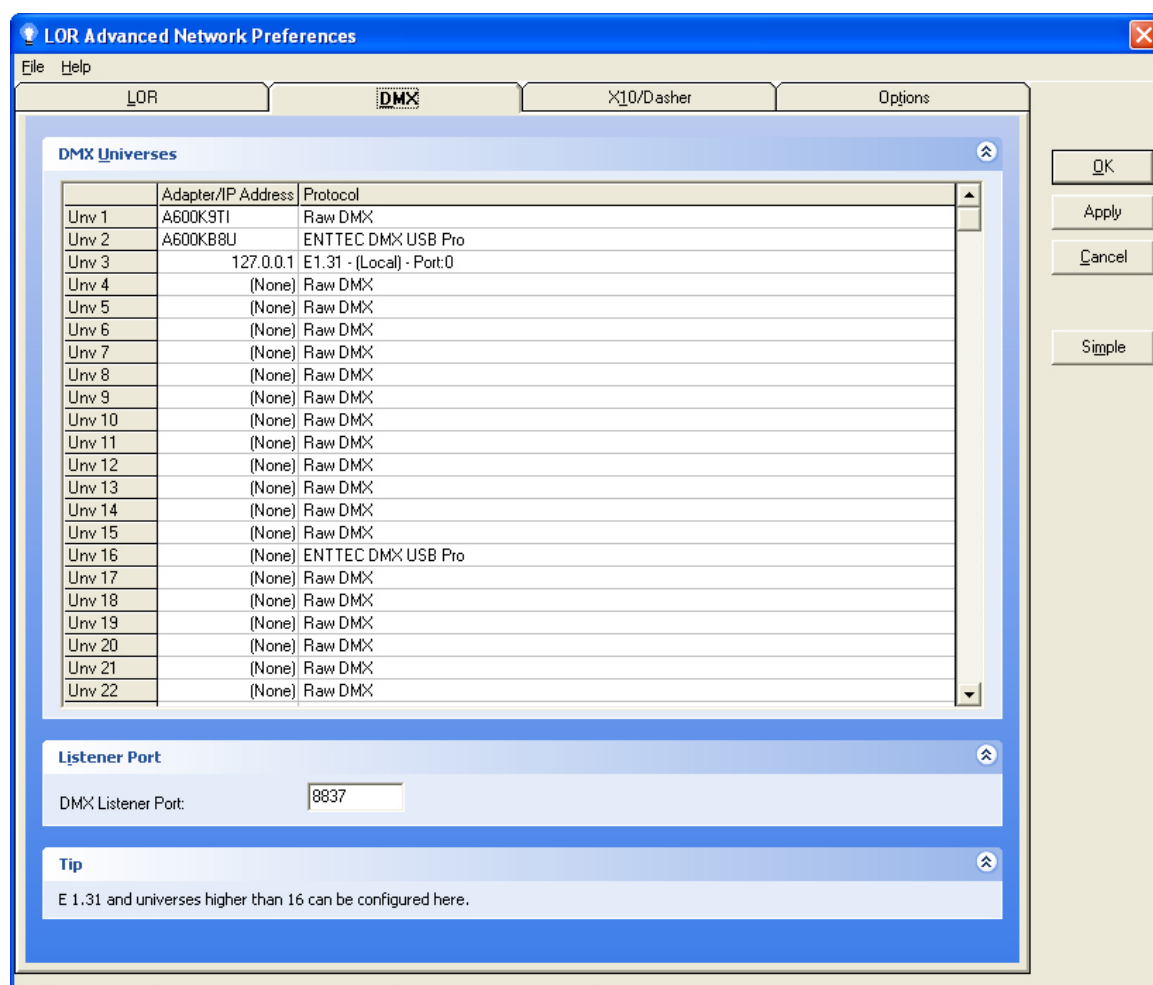 LOR Advanced Network Preferences
File Help
LOR DMX X10/Dasher Options
DMX Universes
Adapter/IP Address Protocol
Unv 1 A600K9TI Raw DMX
Unv 2 A600KB8U ENTTEC DMX USB Pro
Unv 3 127.0.0.1 E1.31 - (Local) - Port:0
Unv 4 (None) Raw DMX
Unv 5 (None) Raw DMX
Unv 6 (None) Raw DMX
Unv 7 (None) Raw DMX
Unv 8 (None) Raw DMX
Unv 9 (None) Raw DMX
Unv 10 (None) Raw DMX
Unv 11 (None) Raw DMX
Unv 12 (None) Raw DMX
Unv 13 (None) Raw DMX
Unv 14 (None) Raw DMX
Unv 15 (None) Raw DMX
Unv 16 (None) ENTTEC DMX USB Pro
Unv 17 (None) Raw DMX
Unv 18 (None) Raw DMX
Unv 19 (None) Raw DMX
Unv 20 (None) Raw DMX
Unv 21 (None) Raw DMX
Unv 22 (None) Raw DMX
Listener Port
DMX Listener Port: 8837
Tip
E 1.31 and universes higher than 16 can be configured here.
OK
Apply
Cancel
Simple